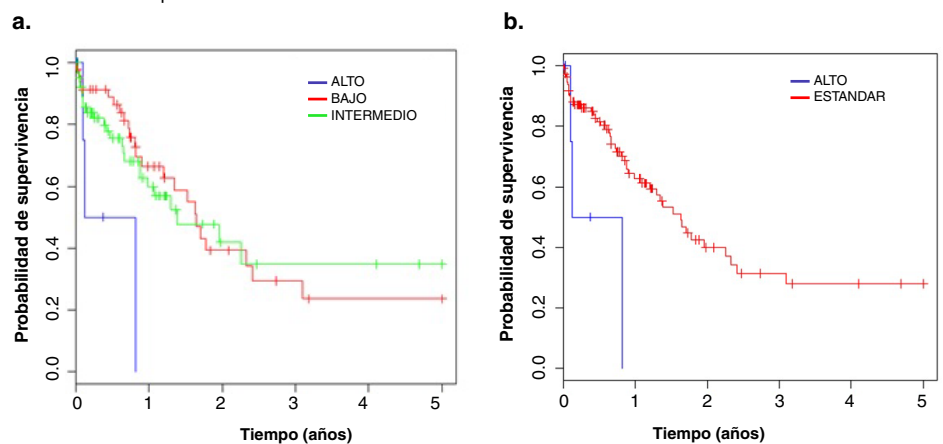 a.
Probabilidad de supervivencia
1.0
0.8
0.6
0.4
0.2
0.0
ALTO
BAJO
INTERMEDIO
0 1 2 3 4 5
Tiempo (años)
b.
Probabilidad de supervivencia
1.0
0.8
0.6
0.4
0.2
0.0
ALTO
ESTANDAR
0 1 2 3 4 5
Tiempo (años)